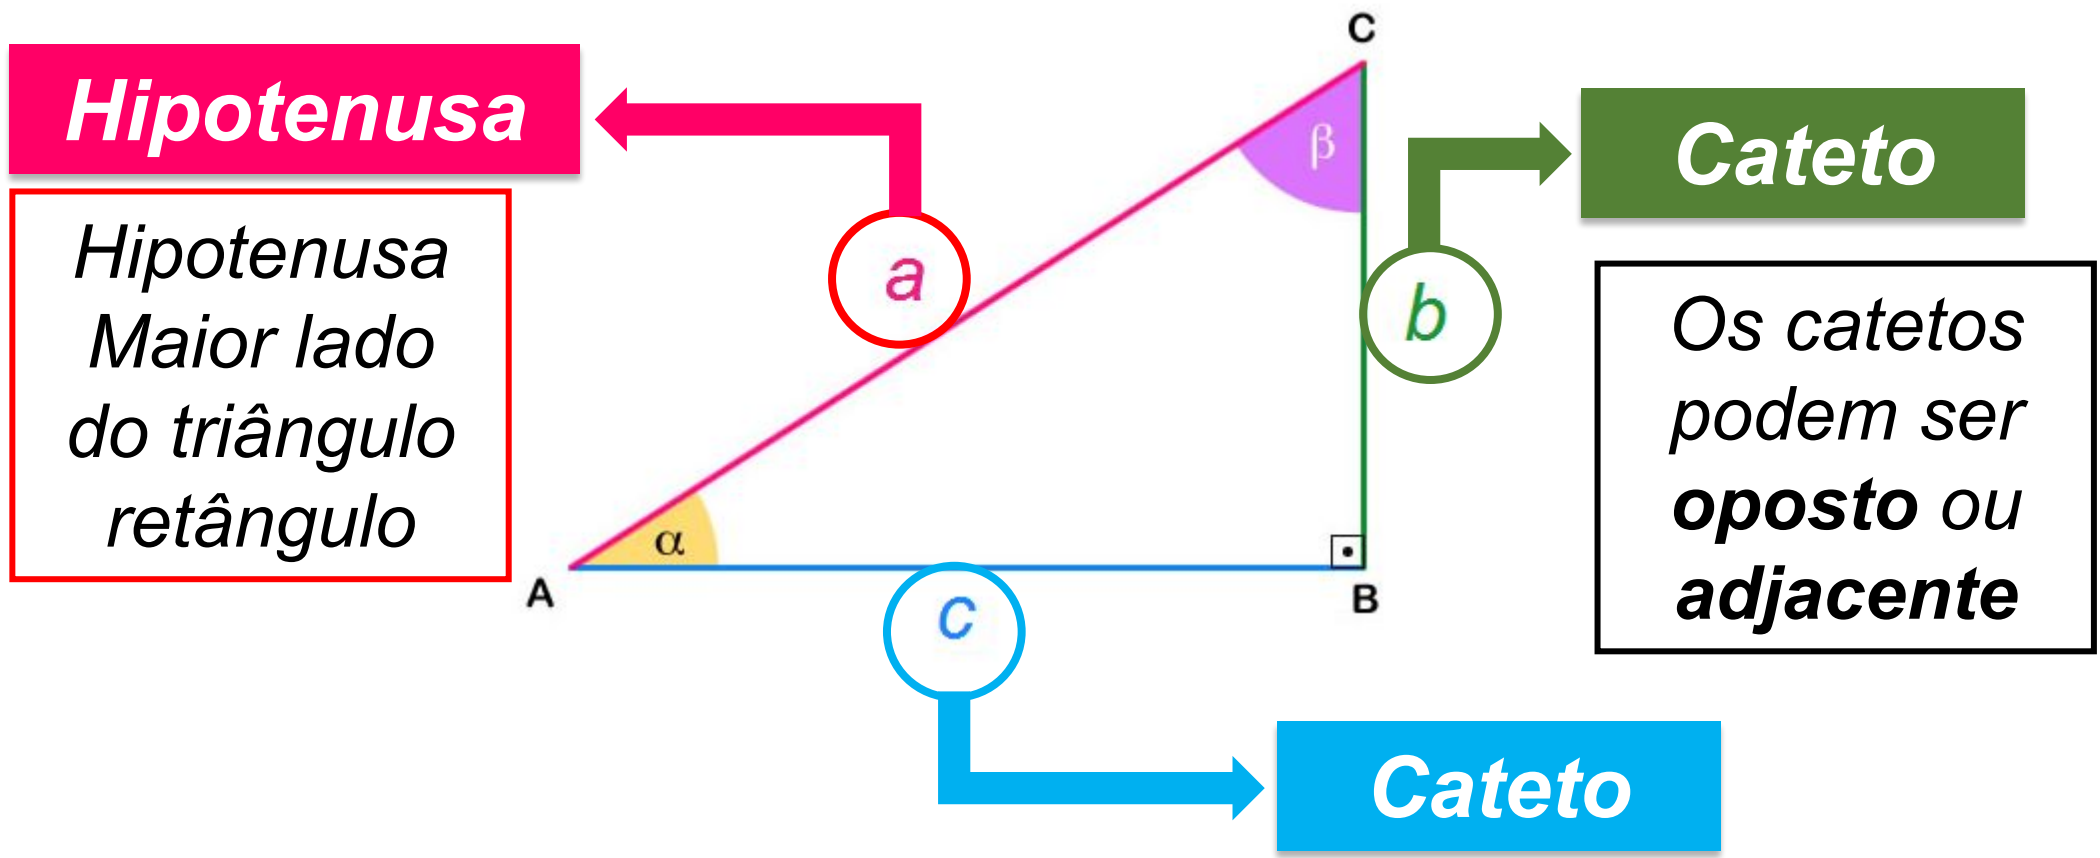 C
Hipotenusa
Hipotenusa
Maior lado
do triângulo
retângulo
a
β
b
α
A
B
c
Cateto
Os catetos
podem ser
oposto ou
adjacente
Cateto